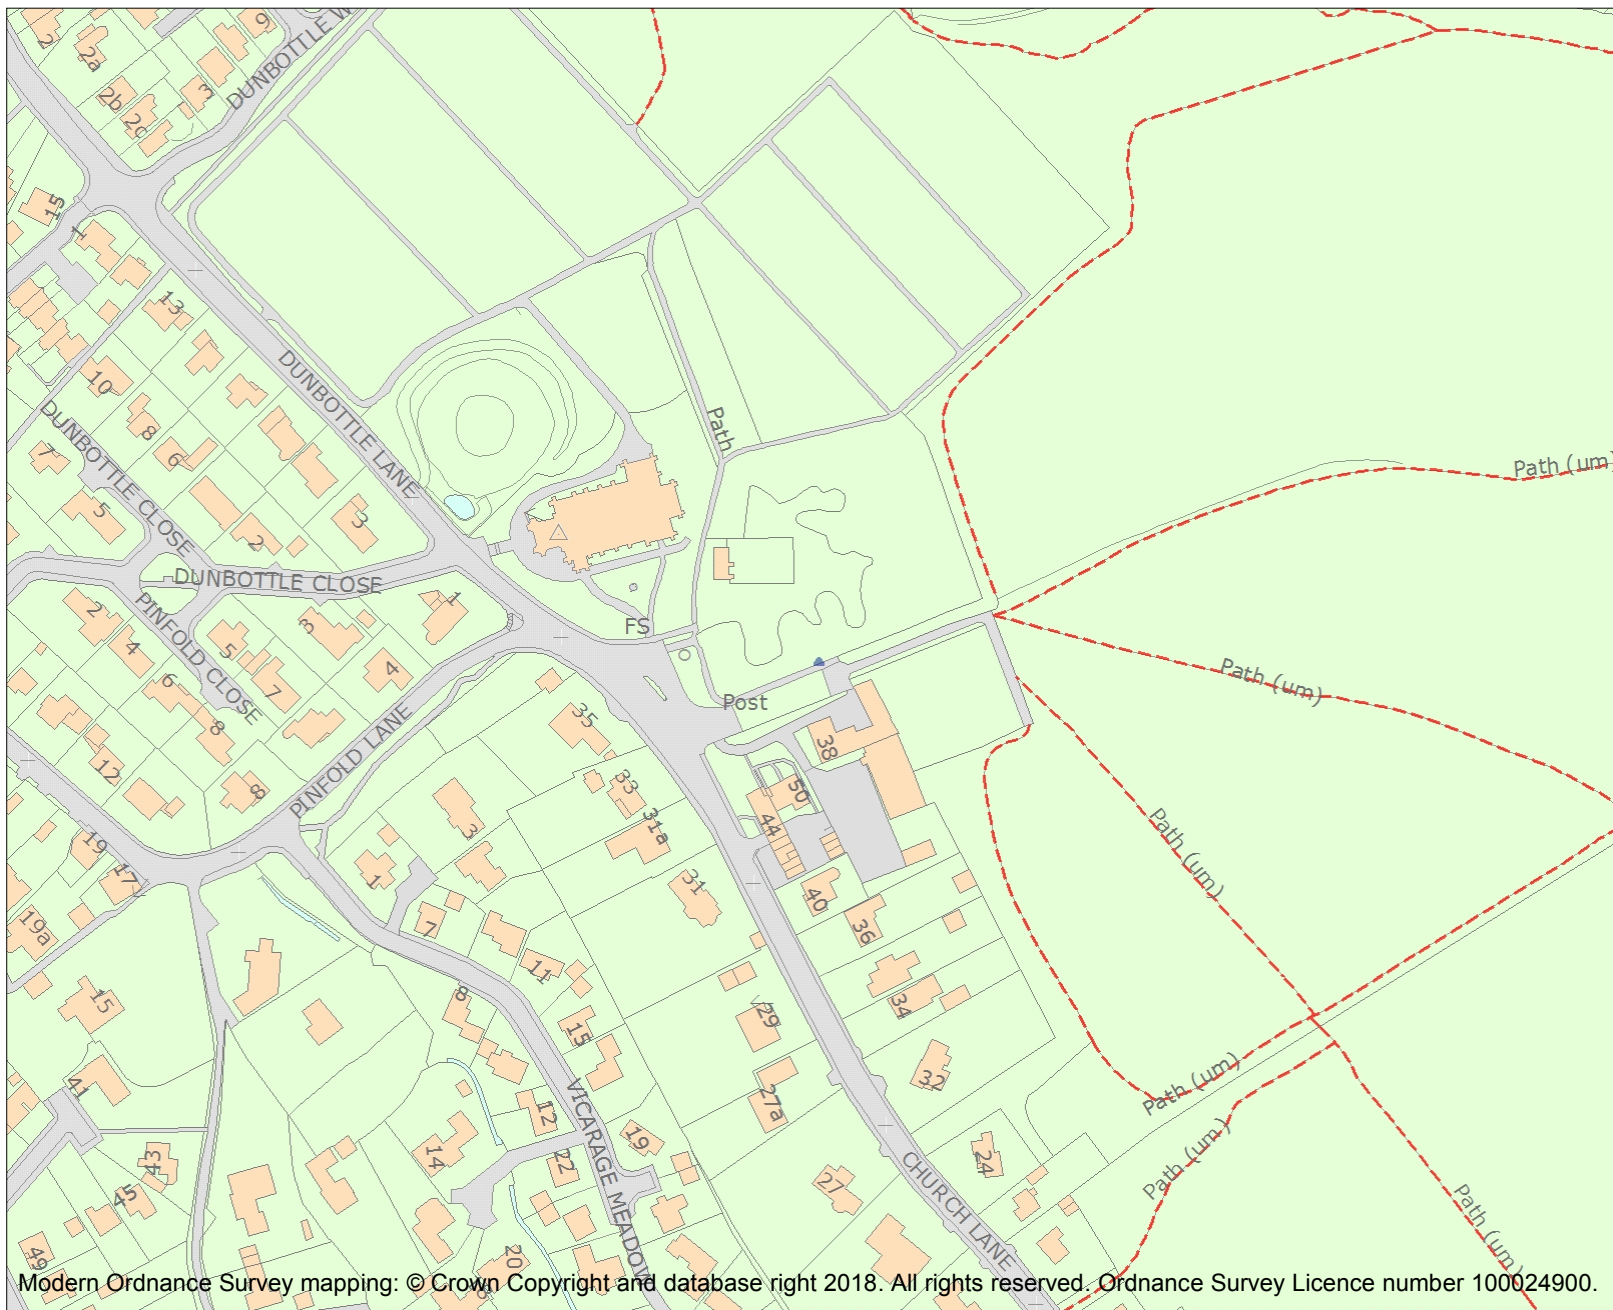 2
2a
9
DUNBOTTLE W
2b
2c
3
15
1
13
DUNBOTTLE LANE
10
8
6
DUNBOTTLE CLOSE
7
5
3
2
Path
Path (um)
DUNBOTTLE CLOSE
2
4
PINFOLD CLOSE
3
1
5
4
7
6
8
FS
Post
Path (um)
35
38
12
8
PINFOLD LANE
33
31a
50
44
3
Path (um)
19
17
1
31
40
36
7
19a
11
15
8
15
34
29
41
32
27a
Path (um)
12
VICARAGE MEADOW
19
14
22
43
45
24
27
Path (um)
CHURCH LANE
Path (um)
49
20
8
Modern Ordnance Survey mapping: © Crown Copyright and database right 2018. All rights reserved. Ordnance Survey Licence number 100024900.